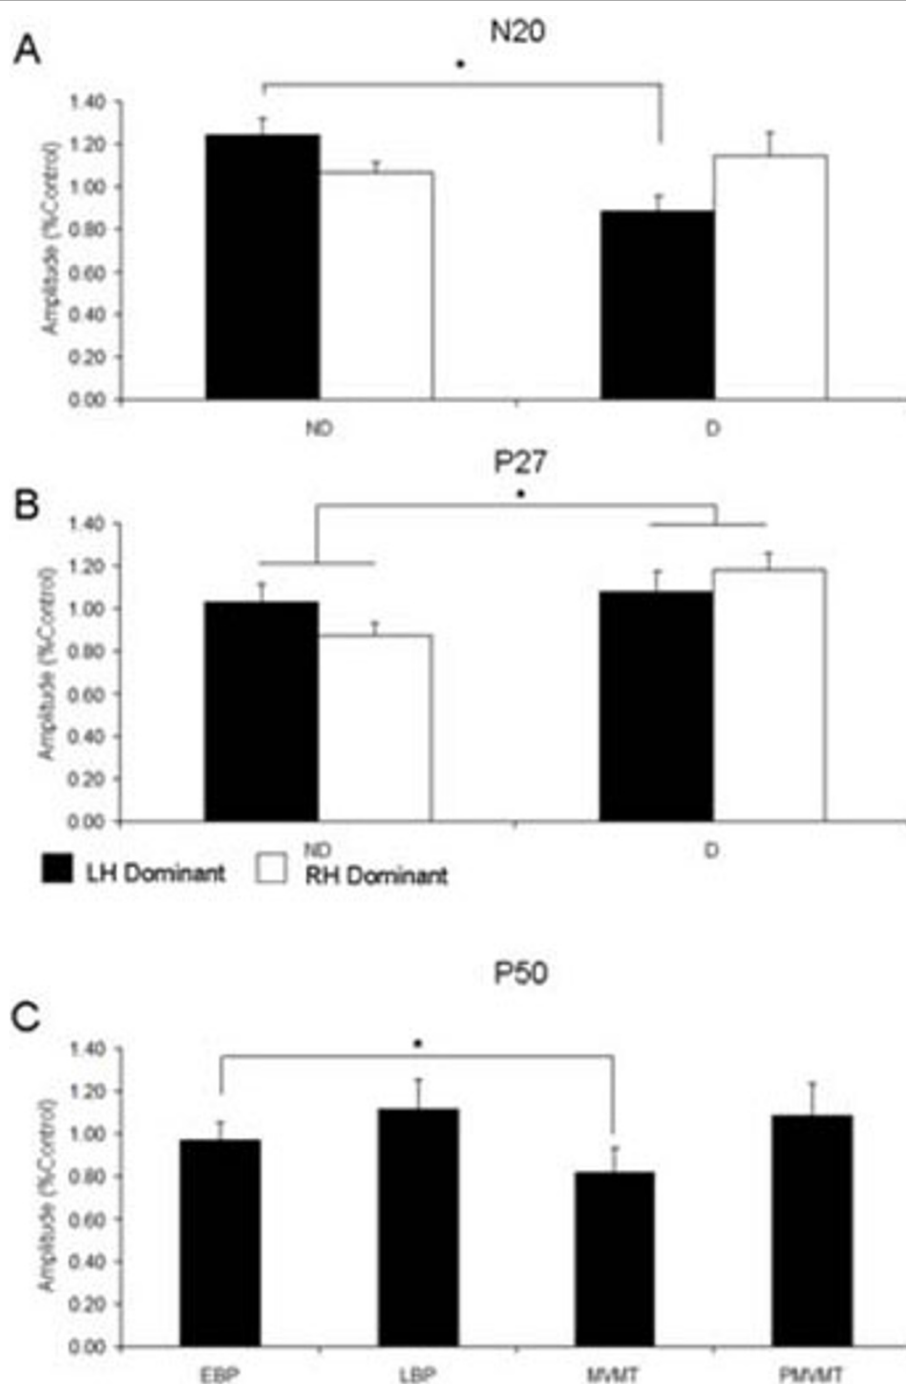 A
N20
*
Amplitude (%Control)
1.40
1.20
1.00
0.80
0.60
0.40
0.20
0.00
ND D
P27
B
*
Amplitude (%Control)
1.40
1.20
1.00
0.80
0.60
0.40
0.20
0.00
ND D
LH Dominant RH Dominant
P50
C
*
Amplitude (%Control)
1.40
1.20
1.00
0.80
0.60
0.40
0.20
0.00
EBP LBP MVMT PMVMT